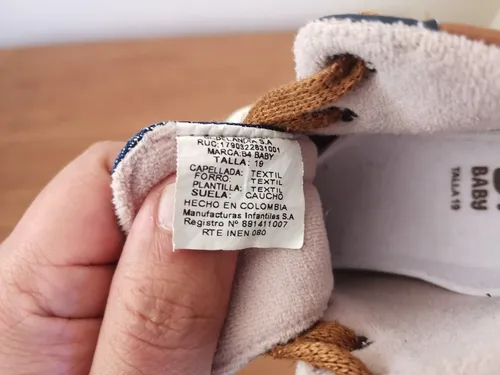 RUC:1790322831001
MARCA:B4 BABY
TALLA: 19
CAPELLADA: TEXTIL
FORRO: TEXTIL
PLANTILLA: TEXTIL
SUELA: CAUCHO
HECHO EN COLOMBIA
Manufacturas Infantiles S.A
Registro Nº 891411007
RTE INEN 080
BABY
TALLA 19